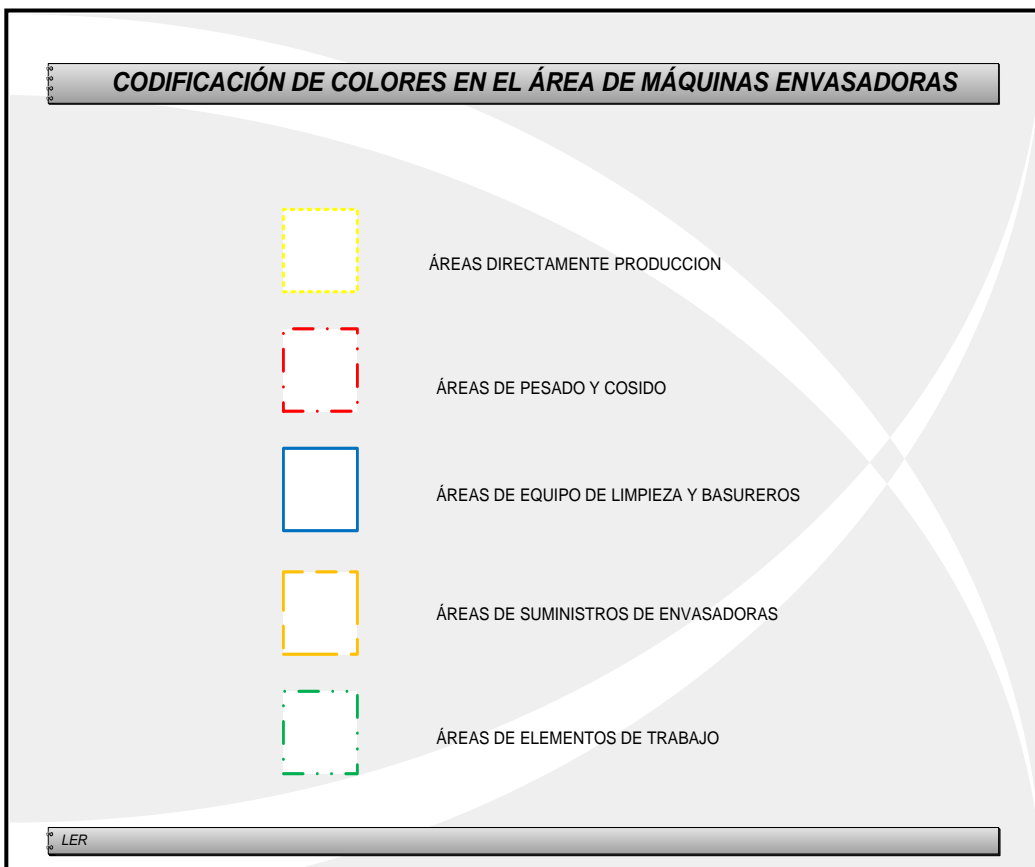 CODIFICACIÓN DE COLORES EN EL ÁREA DE MÁQUINAS ENVASADORAS
ÁREAS DIRECTAMENTE PRODUCCION
ÁREAS DE PESADO Y COSIDO
ÁREAS DE EQUIPO DE LIMPIEZA Y BASUREROS
ÁREAS DE SUMINISTROS DE ENVASADORAS
ÁREAS DE ELEMENTOS DE TRABAJO
LER